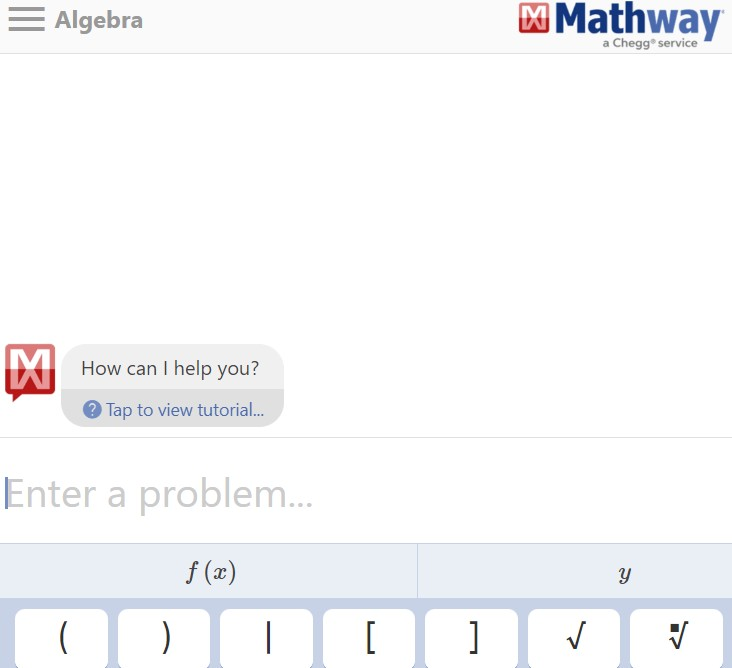 Algebra
Mathway
a Chegg® service
How can I help you?
? Tap to view tutorial...
Enter a problem...
f (x) y
( ) | [ ] √ √